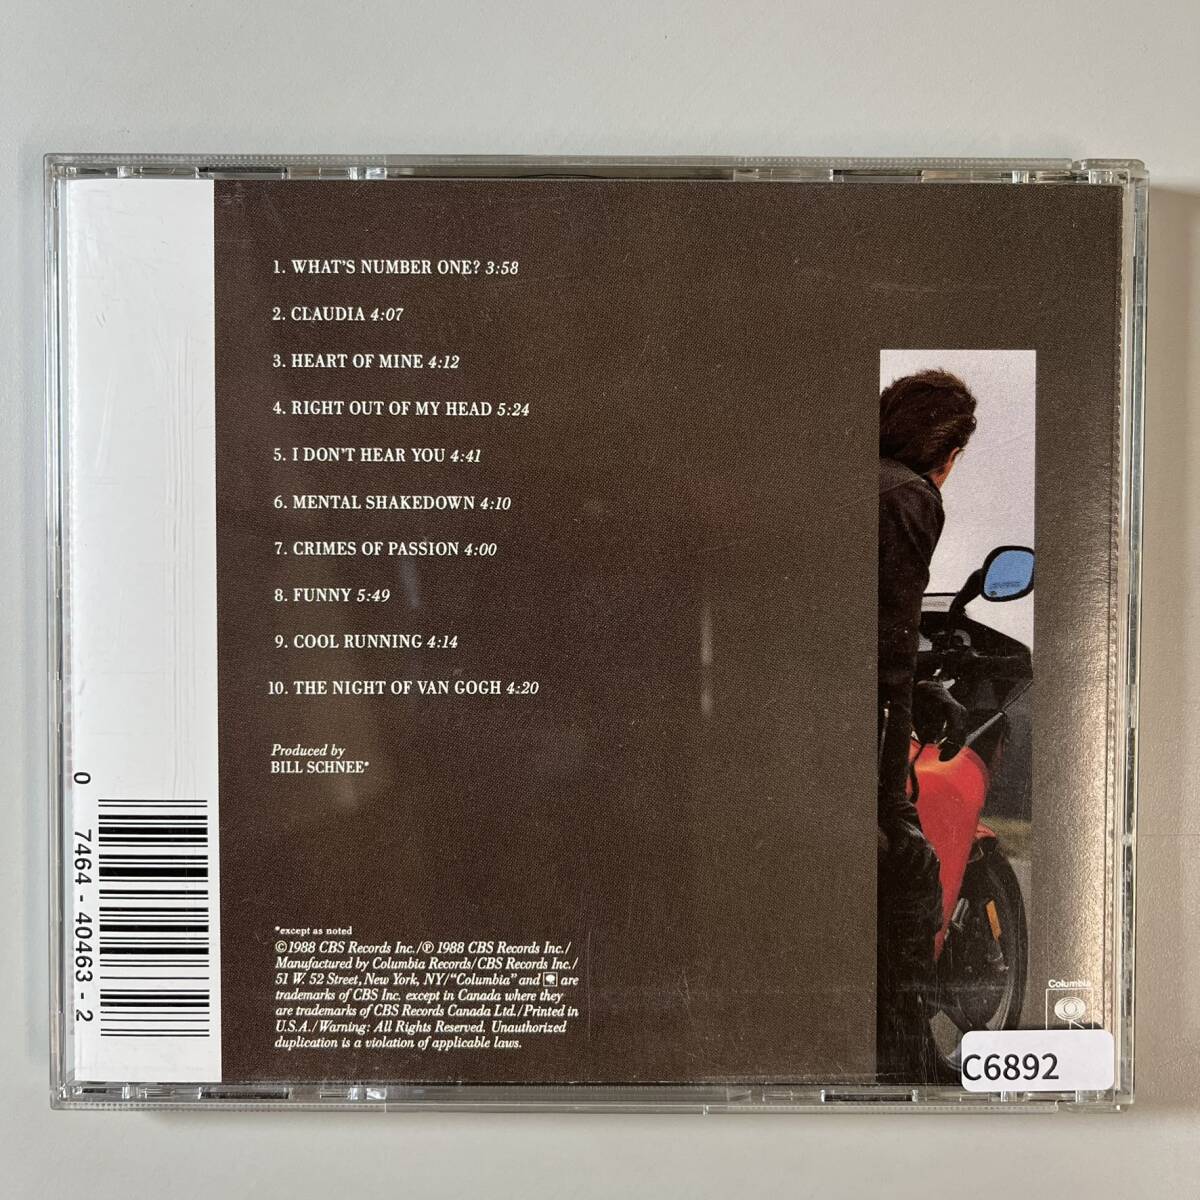 1. WHAT'S NUMBER ONE? 3:58
2. CLAUDIA 4:07
3. HEART OF MINE 4:12
4. RIGHT OUT OF MY HEAD 5:24
5. I DON'T HEAR YOU 4:41
6. MENTAL SHAKEDOWN 4:10
7. CRIMES OF PASSION 4:00
8. FUNNY 5:49
9. COOL RUNNING 4:14
10. THE NIGHT OF VAN GOGH 4:20
Produced by
BILL SCHNEE*
*except as noted
©1988 CBS Records Inc./℗ 1988 CBS Records Inc./
Manufactured by Columbia Records/CBS Records Inc./
51 W. 52 Street, New York, NY/"Columbia" and are
trademarks of CBS Inc. except in Canada where they
are trademarks of CBS Records Canada Ltd./Printed in
U.S.A./Warning: All Rights Reserved. Unauthorized
duplication is a violation of applicable laws.
0 7464-40463-2
Columbia
C6892